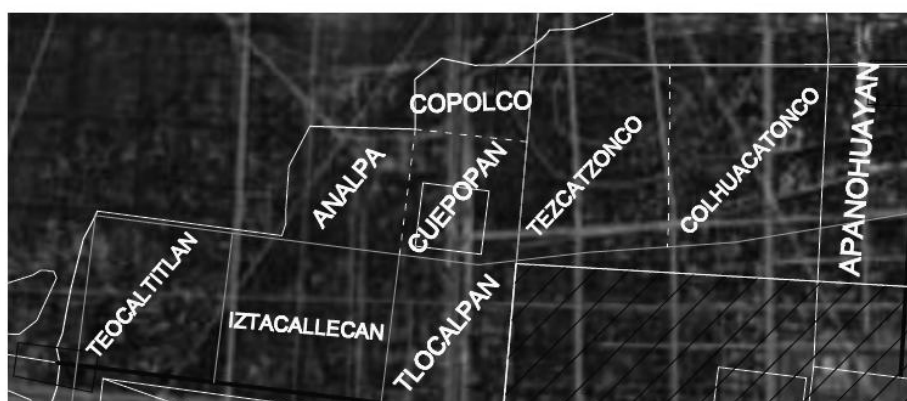 COPOLCO
ANALPA
CUEPOPAN
TEZCATZONCO
COLHUACATONCO
APANOHUAYAN
TEOCALTITLAN
IZTACALLECAN
TLOCALPAN